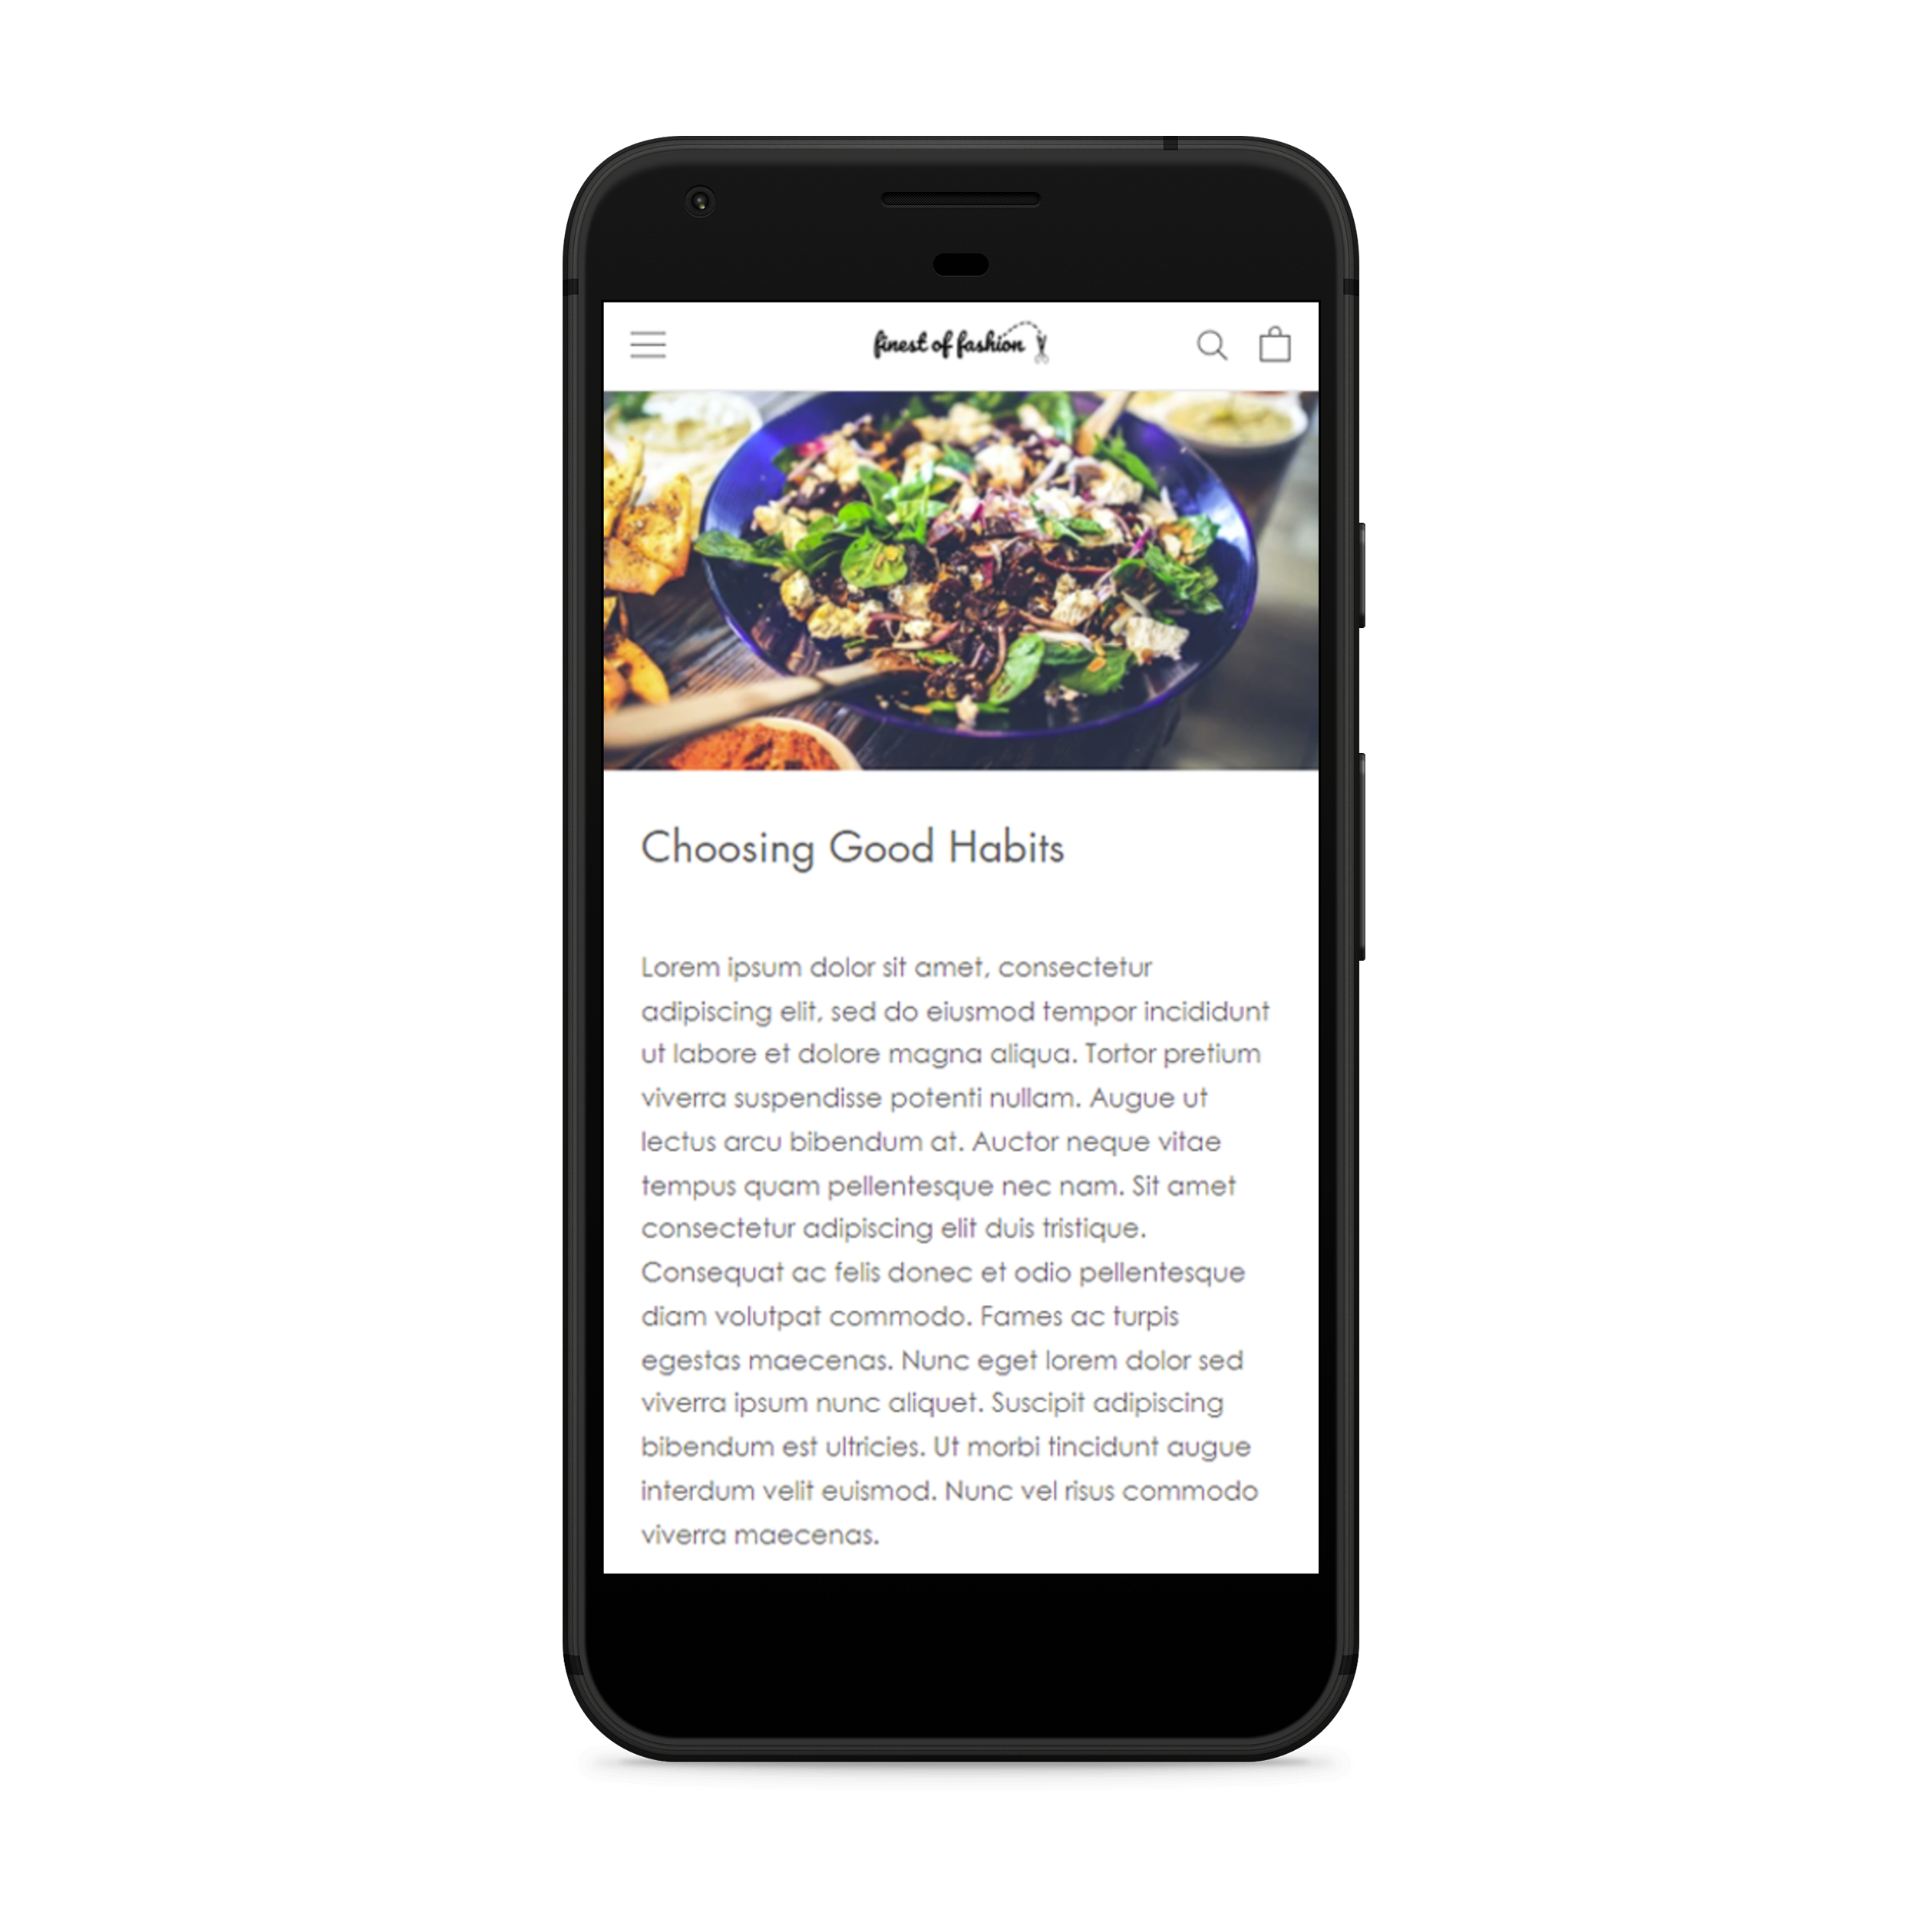 finest of fashion
Choosing Good Habits
Lorem ipsum dolor sit amet, consectetur
adipiscing elit, sed do eiusmod tempor incididunt
ut labore et dolore magna aliqua. Tortor pretium
viverra suspendisse potenti nullam. Augue ut
lectus arcu bibendum at. Auctor neque vitae
tempus quam pellentesque nec nam. Sit amet
consectetur adipiscing elit duis tristique.
Consequat ac felis donec et odio pellentesque
diam volutpat commodo. Fames ac turpis
egestas maecenas. Nunc eget lorem dolor sed
viverra ipsum nunc aliquet. Suscipit adipiscing
bibendum est ultricies. Ut morbi tincidunt augue
interdum velit euismod. Nunc vel risus commodo
viverra maecenas.